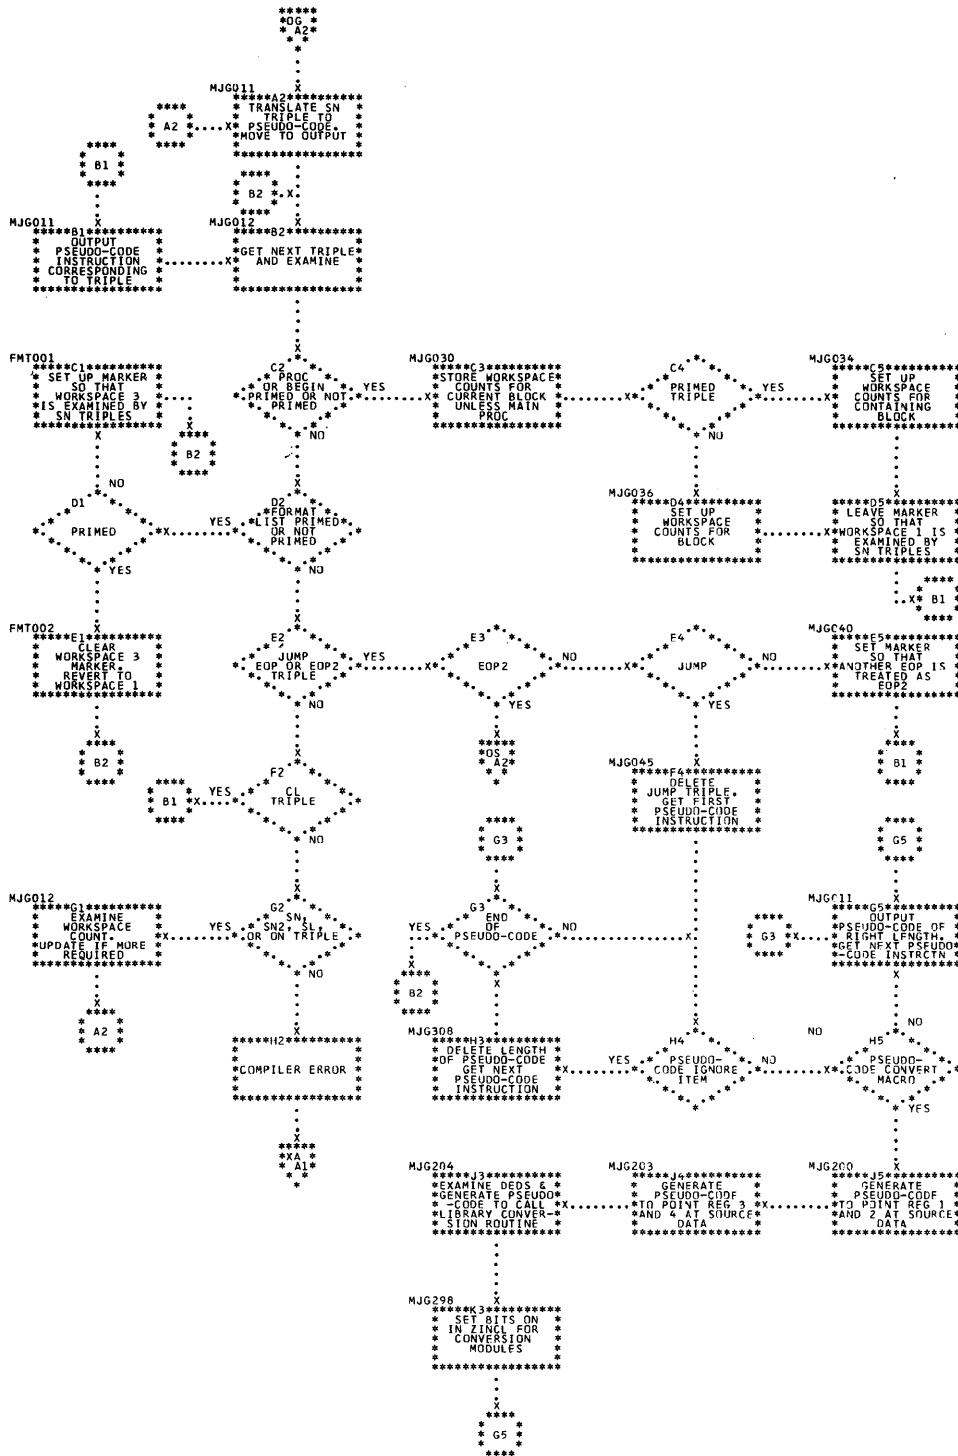 OG
A2
MJG011
A2
TRANSLATE SN
TRIPLE TO
PSEUDO-CODE.
MOVE TO OUTPUT
A2
B1
B2
MJG011
B1
OUTPUT
PSEUDO-CODE
INSTRUCTION
CORRESPONDING
TO TRIPLE
MJG012
B2
GET NEXT TRIPLE
AND EXAMINE
FMT001
C1
SET UP MARKER
SO THAT
WORKSPACE 3
IS EXAMINED BY
SN TRIPLES
B2
C2
PROC
OR BEGIN
PRIMED OR NOT
PRIMED
YES
NO
MJG030
C3
STORE WORKSPACE
COUNTS FOR
CURRENT BLOCK
UNLESS MAIN
PROC
C4
PRIMED
TRIPLE
YES
NO
MJG034
C5
SET UP
WORKSPACE
COUNTS FOR
CONTAINING
BLOCK
NO
D1
PRIMED
YES
YES
D2
FORMAT
LIST PRIMED
OR NOT
PRIMED
NO
MJG036
D4
SET UP
WORKSPACE
COUNTS FOR
BLOCK
D5
LEAVE MARKER
SO THAT
WORKSPACE 1 IS
EXAMINED BY
SN TRIPLES
B1
FMT002
E1
CLEAR
WORKSPACE 3
MARKER.
REVERT TO
WORKSPACE 1
B2
E2
JUMP
EOP OR EOP2
TRIPLE
YES
NO
E3
EOP2
NO
YES
OS
A2
E4
JUMP
NO
YES
MJG040
E5
SET MARKER
SO THAT
ANOTHER EOP IS
TREATED AS
EOP2
B1
B1
YES
F2
CL
TRIPLE
NO
MJG045
F4
DELETE
JUMP TRIPLE.
GET FIRST
PSEUDO-CODE
INSTRUCTION
G3
G5
MJG012
G1
EXAMINE
WORKSPACE
COUNT.
UPDATE IF MORE
REQUIRED
A2
YES
G2
SN,
SN2, SL,
OR ON TRIPLE
NO
YES
G3
END
OF
PSEUDO-CODE
NO
B2
G3
MJG011
G5
OUTPUT
PSEUDO-CODE OF
RIGHT LENGTH.
GET NEXT PSEUDO
-CODE INSTRCTN
H2
COMPILER ERROR
XA
A1
MJG308
H3
DELETE LENGTH
OF PSEUDO-CODE
GET NEXT
PSEUDO-CODE
INSTRUCTION
YES
H4
PSEUDO-
CODE IGNORE
ITEM
NO
NO
NO
H5
PSEUDO-
CODE CONVERT
MACRO
YES
MJG204
J3
EXAMINE DEDS &
GENERATE PSEUDO
-CODE TO CALL
LIBRARY CONVER-
SION ROUTINE
MJG203
J4
GENERATE
PSEUDO-CODE
TO POINT REG 3
AND 4 AT SOURCE
DATA
MJG200
J5
GENERATE
PSEUDO-CODE
TO POINT REG 1
AND 2 AT SOURCE
DATA
MJG298
K3
SET BITS ON
IN ZINCL FOR
CONVERSION
MODULES
G5